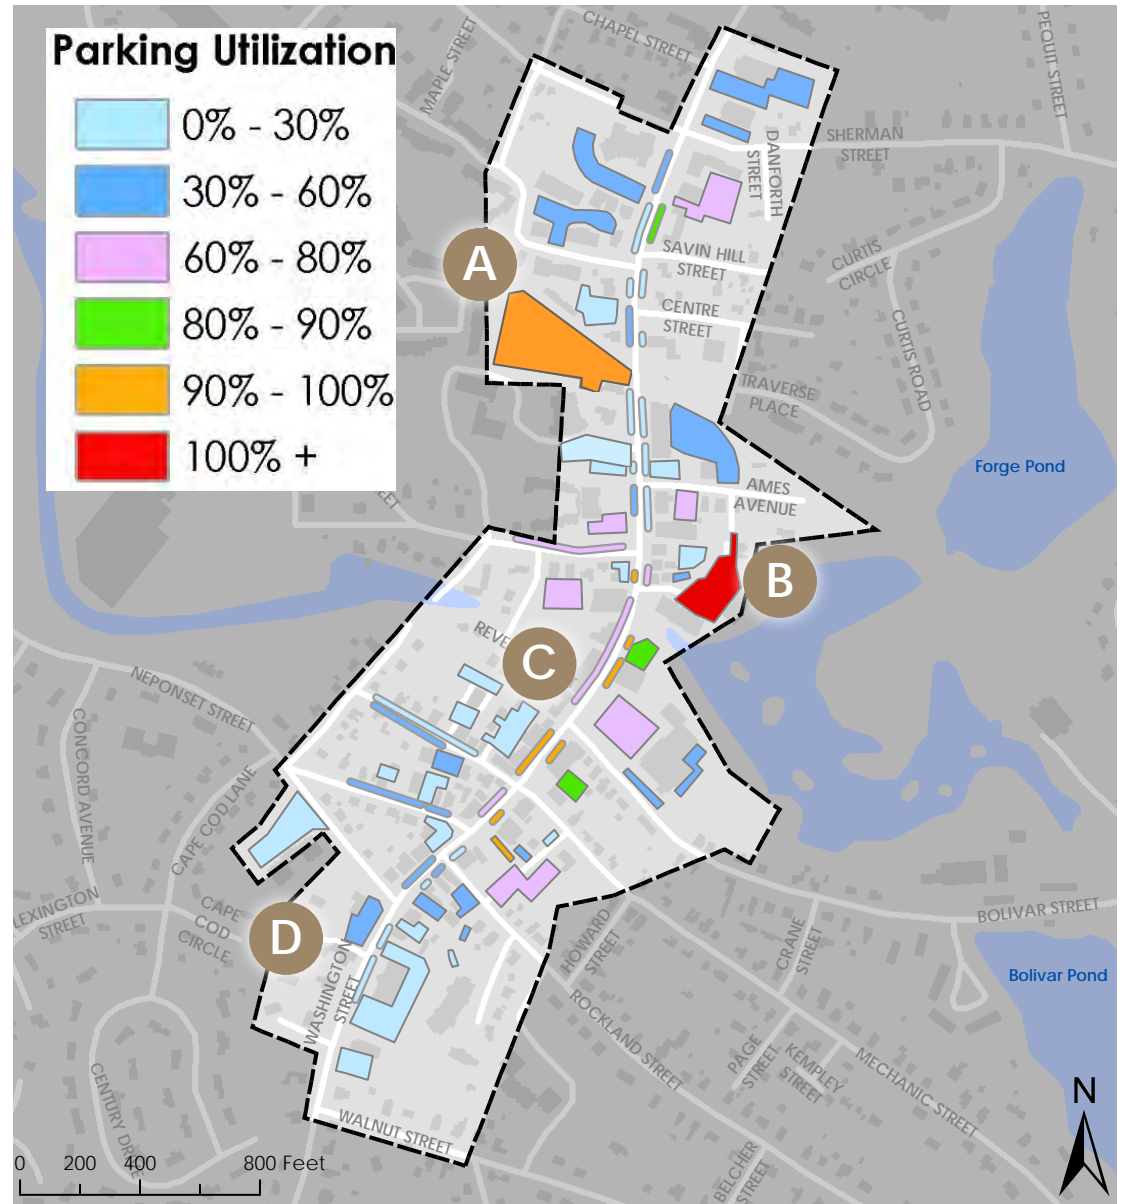 Parking Utilization
0% - 30%
30% - 60%
60% - 80%
80% - 90%
90% - 100%
100% +
MAPLE STREET
CHAPEL STREET
PEQUIT STREET
SHERMAN
STREET
DANFORTH
STREET
A
SAVIN HILL
STREET
CURTIS
CIRCLE
CENTRE
STREET
CURTIS ROAD
TRAVERSE
PLACE
Forge Pond
AMES
AVENUE
B
REVE
C
NEPONSET STREET
CONCORD AVENUE
CAPE COD LANE
LEXINGTON
STREET
CAPE
COD
CIRCLE
D
BOLIVAR STREET
HOWARD
STREET
CRANE
STREET
Bolivar Pond
WASHINGTON
STREET
ROCKLAND STREET
PAGE
STREET
KEMPLEY
STREET
MECHANIC STREET
CENTURY DRIVE
WALNUT STREET
BELCHER
STREET
N
0 200 400 800 Feet